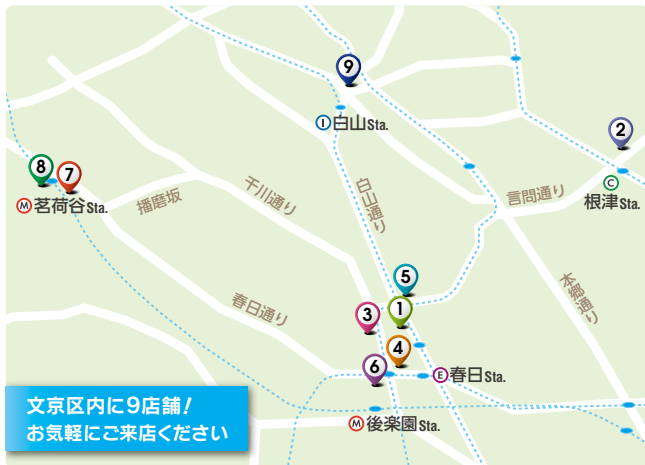 9
I 白山Sta.
2
8
7
C
根津Sta.
M 茗荷谷Sta.
播磨坂
千川通り
白山通り
言問通り
本郷通り
5
3
1
春日通り
4
6
E 春日Sta.
文京区内に9店舗!
お気軽にご来店ください
M 後楽園Sta.